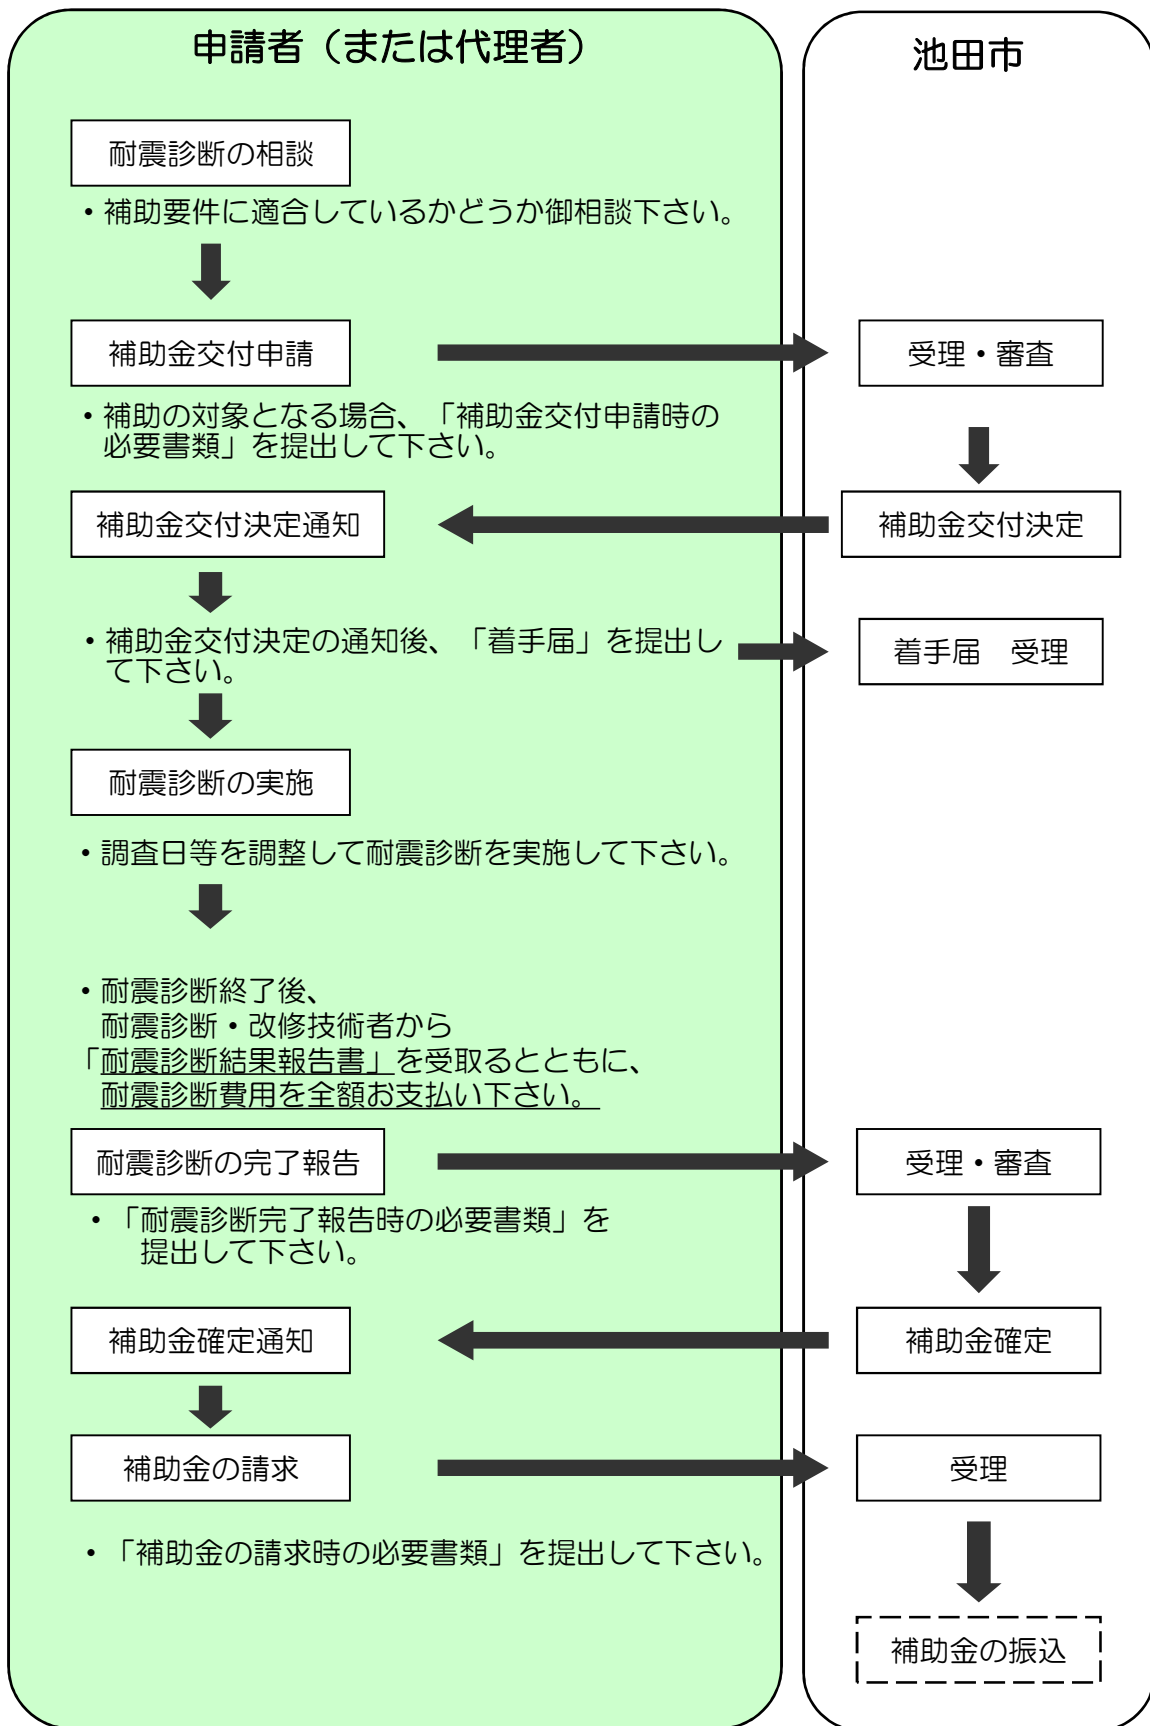 申請者（または代理者）
池田市
耐震診断の相談
・補助要件に適合しているかどうか御相談下さい。
補助金交付申請
受理・審査
・補助の対象となる場合、「補助金交付申請時の
必要書類」を提出して下さい。
補助金交付決定通知
補助金交付決定
・補助金交付決定の通知後、「着手届」を提出し
て下さい。
着手届　受理
耐震診断の実施
・調査日等を調整して耐震診断を実施して下さい。
・耐震診断終了後、
耐震診断・改修技術者から
「耐震診断結果報告書」を受取るとともに、
耐震診断費用を全額お支払い下さい。
耐震診断の完了報告
受理・審査
・「耐震診断完了報告時の必要書類」を
提出して下さい。
補助金確定通知
補助金確定
補助金の請求
受理
・「補助金の請求時の必要書類」を提出して下さい。
補助金の振込